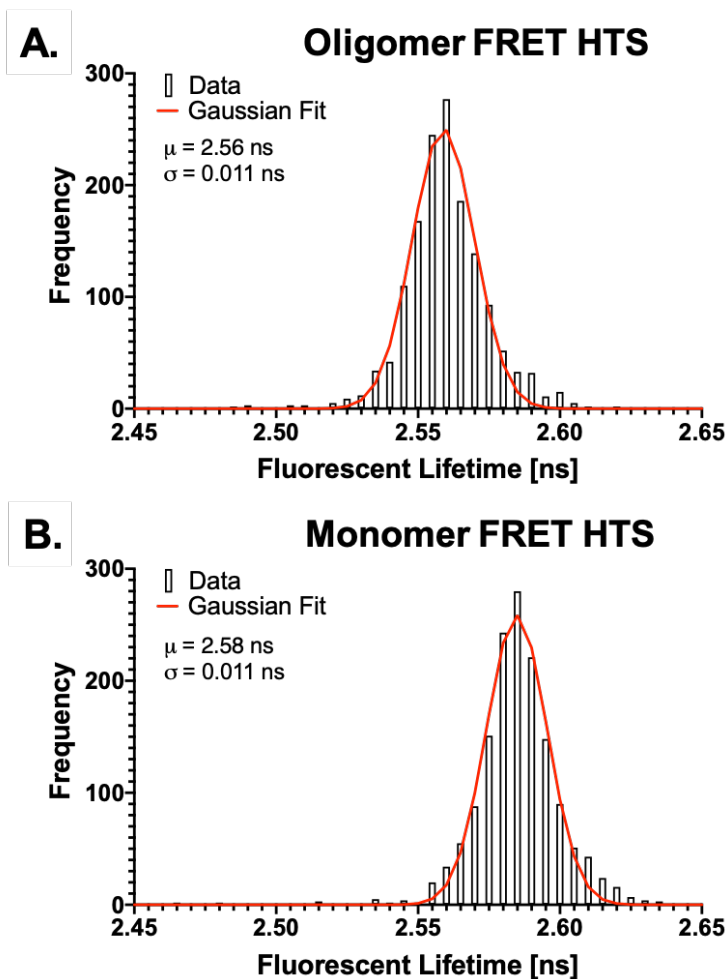 A.
Oligomer FRET HTS
300
200
100
0
Frequency
Data
Gaussian Fit
μ = 2.56 ns
σ = 0.011 ns
2.45 2.50 2.55 2.60 2.65
Fluorescent Lifetime [ns]
B.
Monomer FRET HTS
300
200
100
0
Frequency
Data
Gaussian Fit
μ = 2.58 ns
σ = 0.011 ns
2.45 2.50 2.55 2.60 2.65
Fluorescent Lifetime [ns]